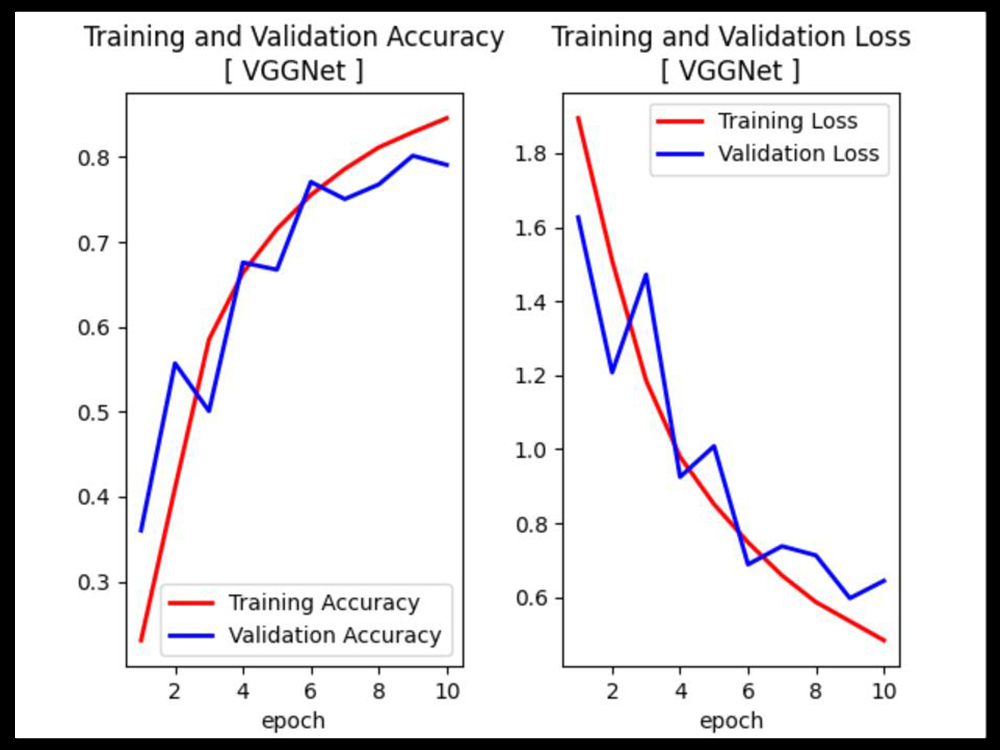 Training and Validation Accuracy
[ VGGNet ]
0.8
0.7
0.6
0.5
0.4
0.3
Training Accuracy
Validation Accuracy
2 4 6 8 10
epoch
Training and Validation Loss
[ VGGNet ]
Training Loss
Validation Loss
1.8
1.6
1.4
1.2
1.0
0.8
0.6
2 4 6 8 10
epoch